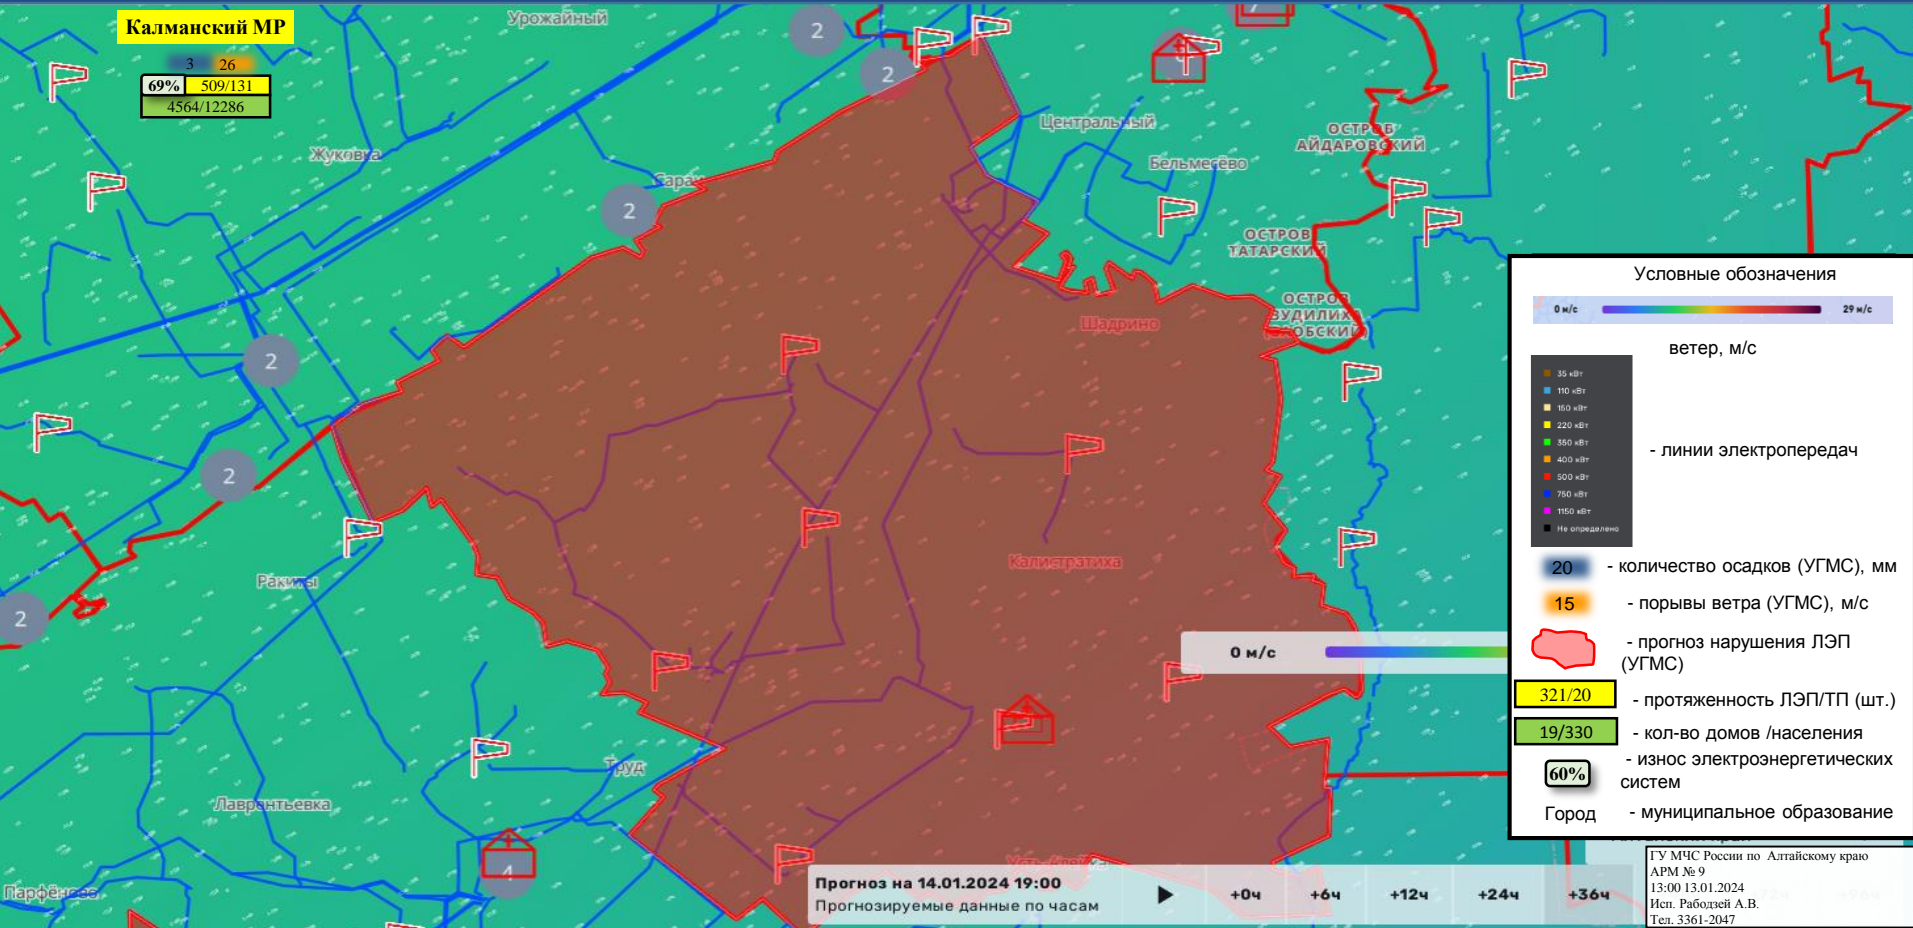 Калманский МР
3 26
69% 509/131
4564/12286
Урожайный
2
2
7
Центральный
ОСТРОВ
АЙДАРОВСКИЙ
Жуковка
Бельмесёво
2
ОСТРОВ
ТАТАРСКИЙ
ОСТРОВ
Шадрино
2
2
Калистратиха
Ракиты
2
0 м/с
Труд
Лаврентьевка
4
Парфёново
Условные обозначения
0 м/с 29 м/с
ветер, м/с
35 кВт
110 кВт
150 кВт
220 кВт
350 кВт
400 кВт
500 кВт
750 кВт
1150 кВт
Не определено
- линии электропередач
20 - количество осадков (УГМС), мм
15 - порывы ветра (УГМС), м/с
- прогноз нарушения ЛЭП
(УГМС)
321/20 - протяженность ЛЭП/ТП (шт.)
19/330 - кол-во домов /населения
60% - износ электроэнергетических
систем
Город - муниципальное образование
Прогноз на 14.01.2024 19:00
Прогнозируемые данные по часам
+0ч +6ч +12ч +24ч +36ч
ГУ МЧС России по Алтайскому краю
АРМ № 9
13:00 13.01.2024
Исп. Рабодзей А.В.
Тел. 3361-2047